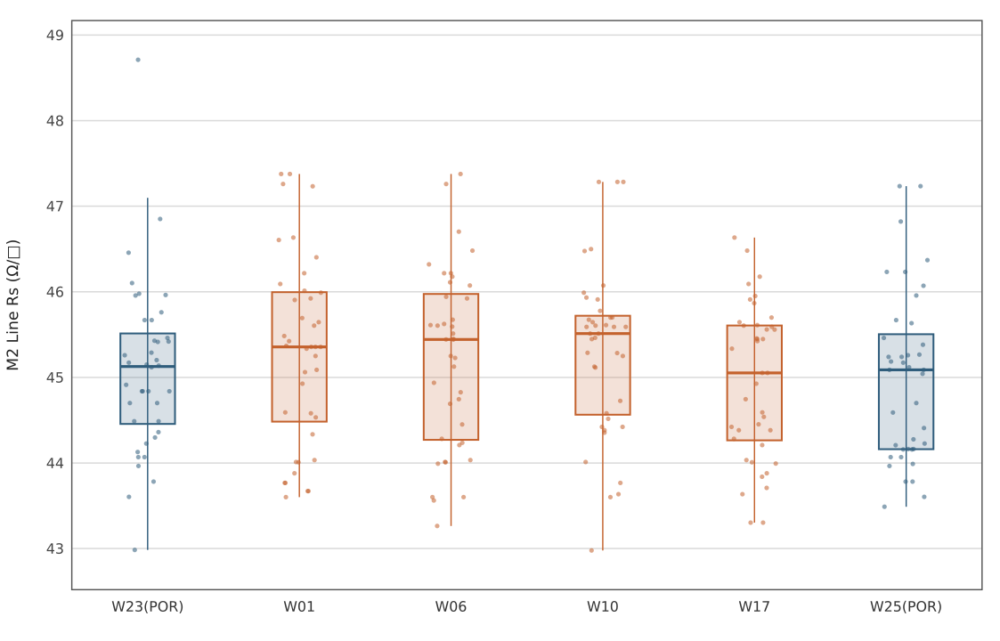 49
48
47
46
45
44
43
M2 Line Rs (Ω/□)
W23(POR)
W01
W06
W10
W17
W25(POR)